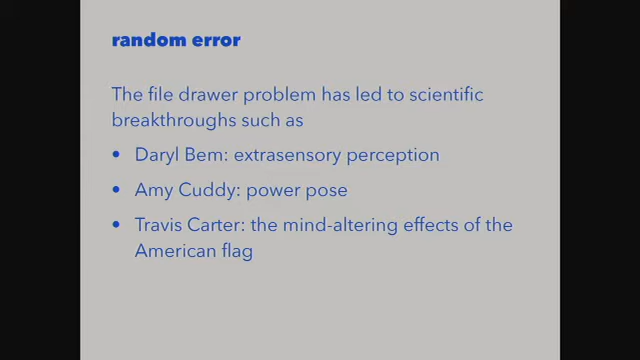 random error
The file drawer problem has led to scientific
breakthroughs such as
• Daryl Bem: extrasensory perception
• Amy Cuddy: power pose
• Travis Carter: the mind-altering effects of the
American flag